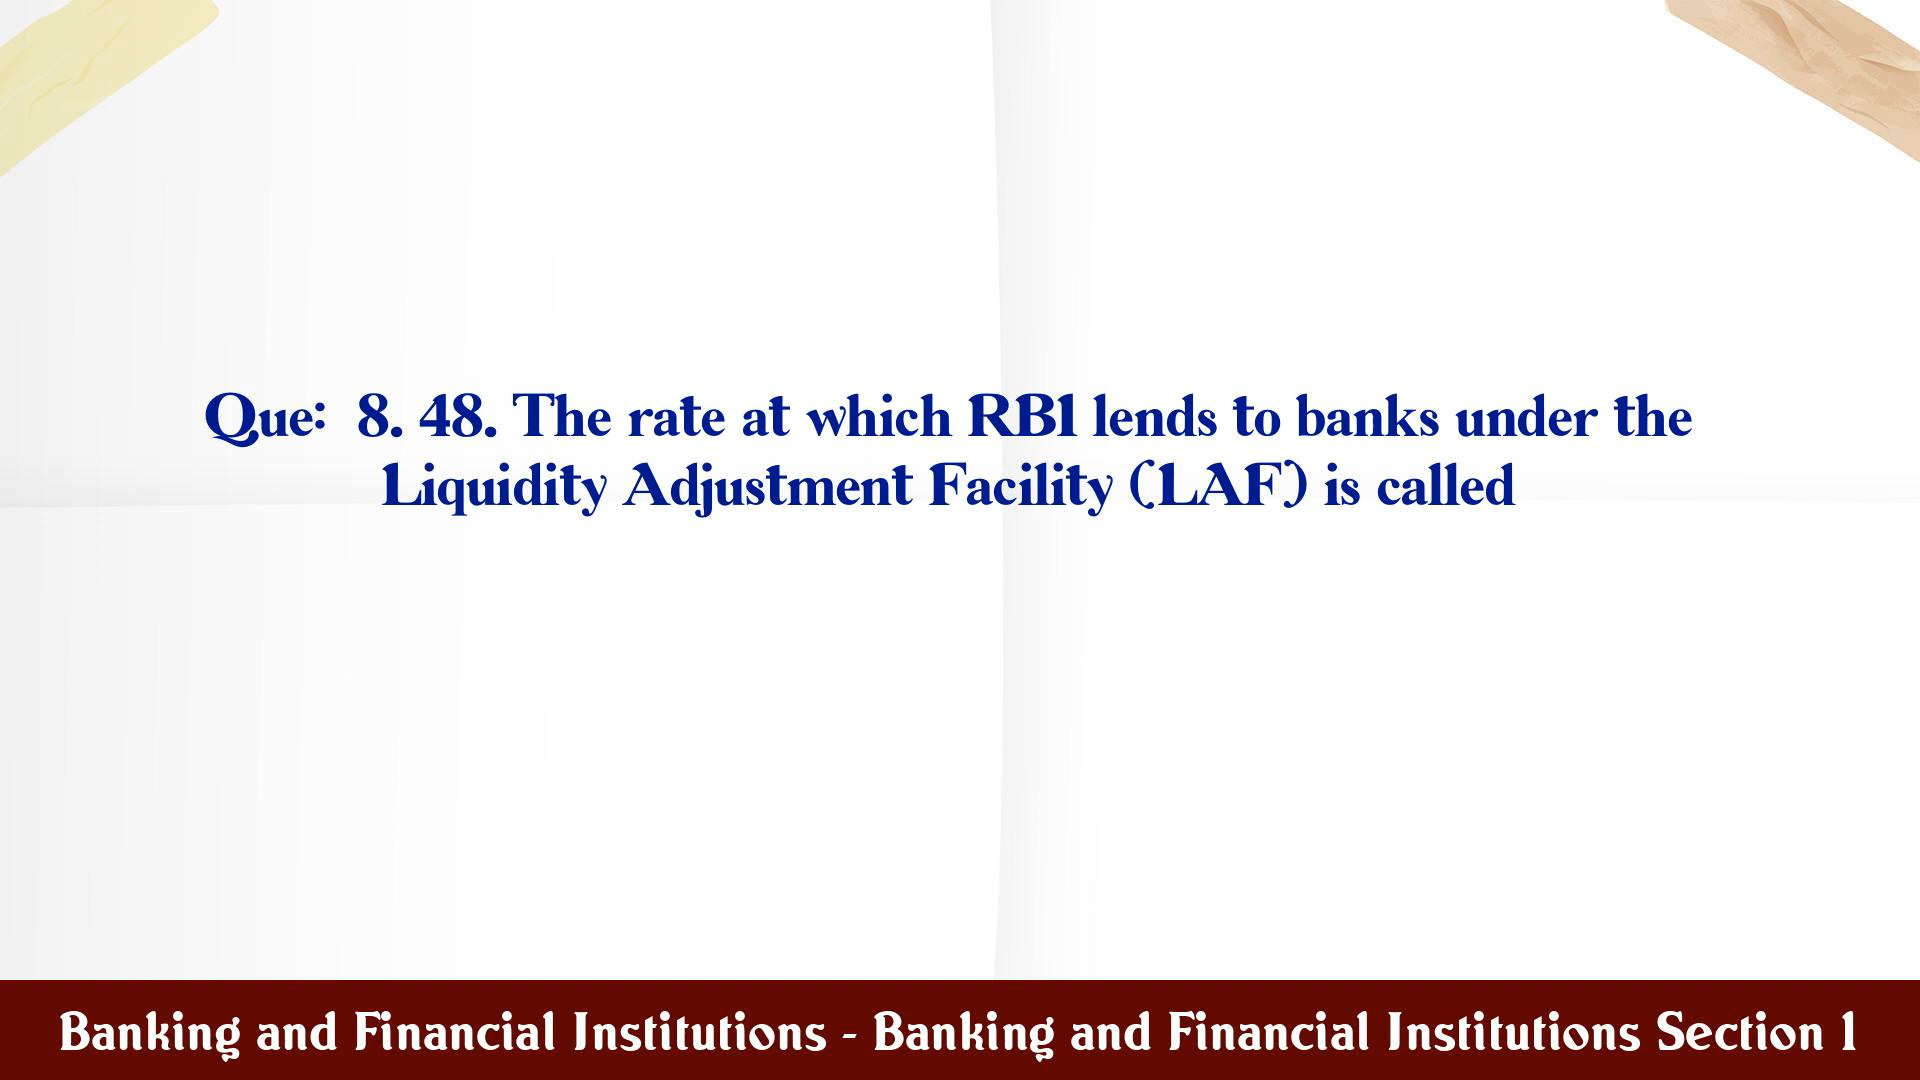 Que:  8. 48. The rate at which RBI lends to banks under the
Liquidity Adjustment Facility (LAF) is called
Banking and Financial Institutions - Banking and Financial Institutions Section 1